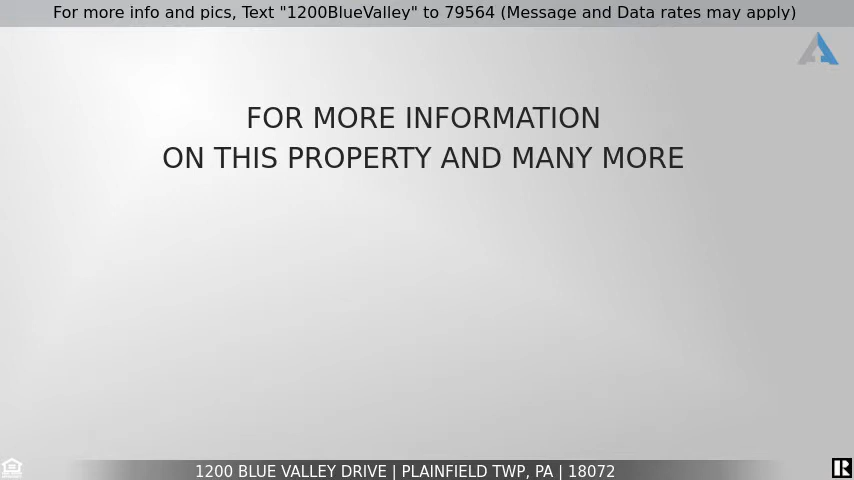 For more info and pics, Text "1200BlueValley" to 79564 (Message and Data rates may apply)
FOR MORE INFORMATION
ON THIS PROPERTY AND MANY MORE
1200 BLUE VALLEY DRIVE | PLAINFIELD TWP, PA | 18072